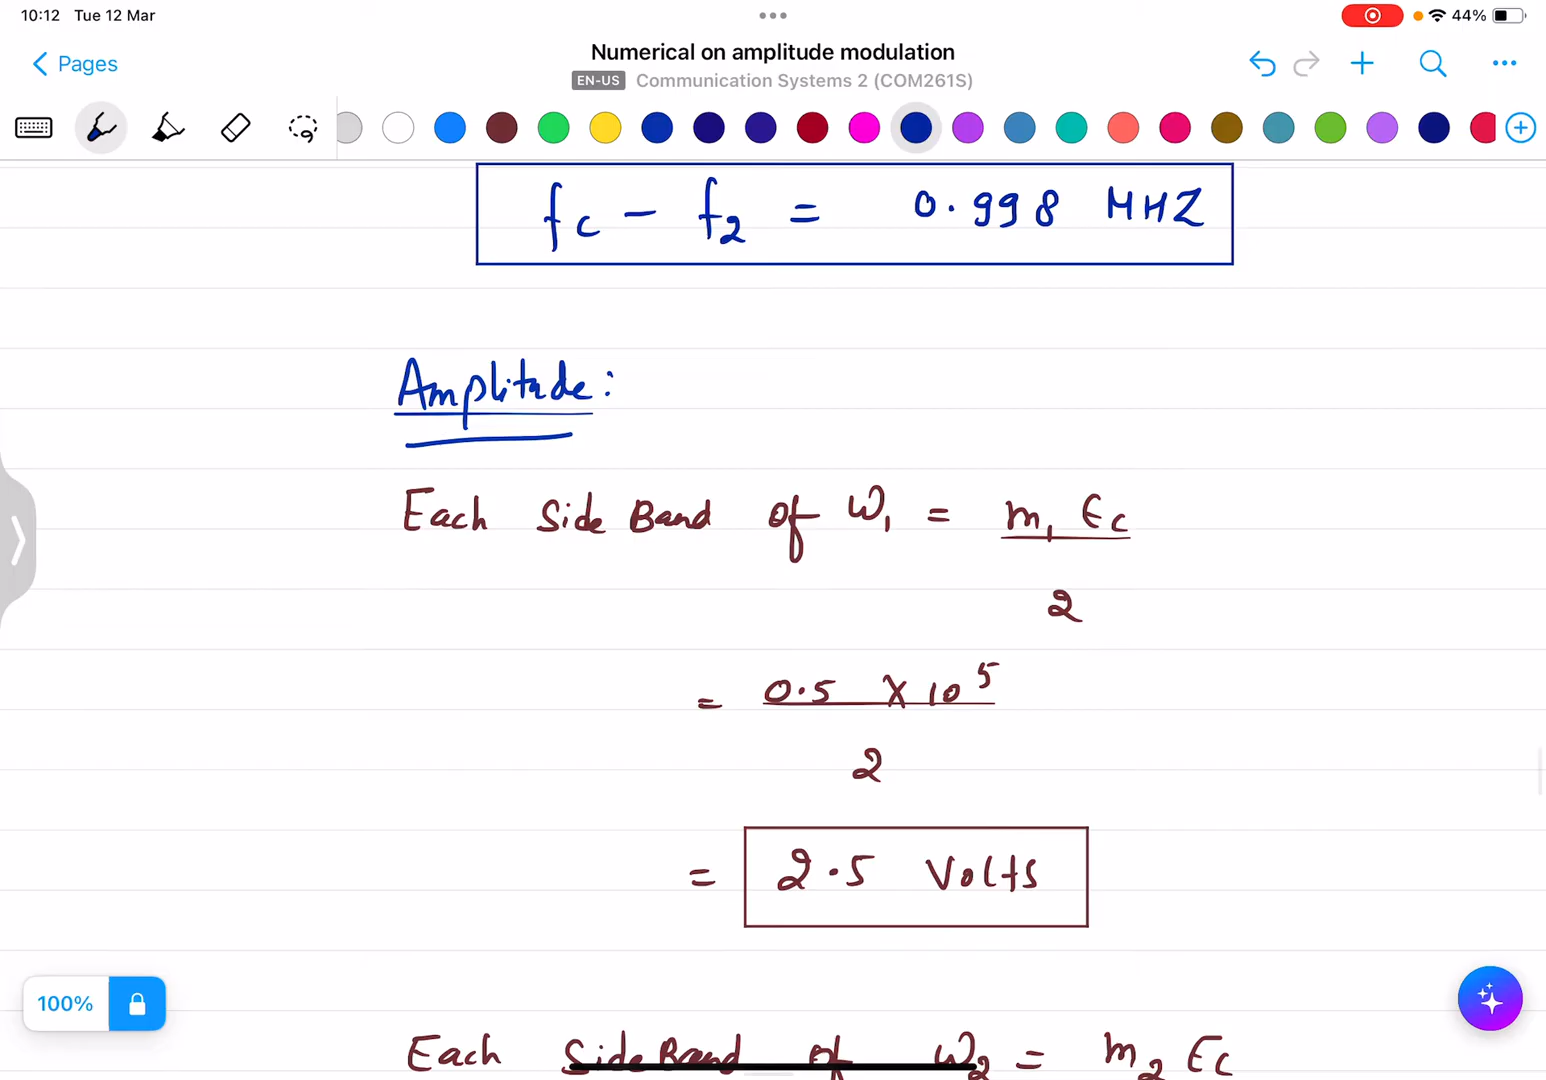 10:12 Tue 12 Mar
44%
Pages
Numerical on amplitude modulation
EN-US Communication Systems 2 (COM261S)
fc - f2 = 0.998 MHZ
Amplitude:
Each Side Band of ω1 = m1 Ec
2
= 0.5 × 10⁵
2
= 2.5 Volts
100%
Each Side Band of ω2 = m2 Ec